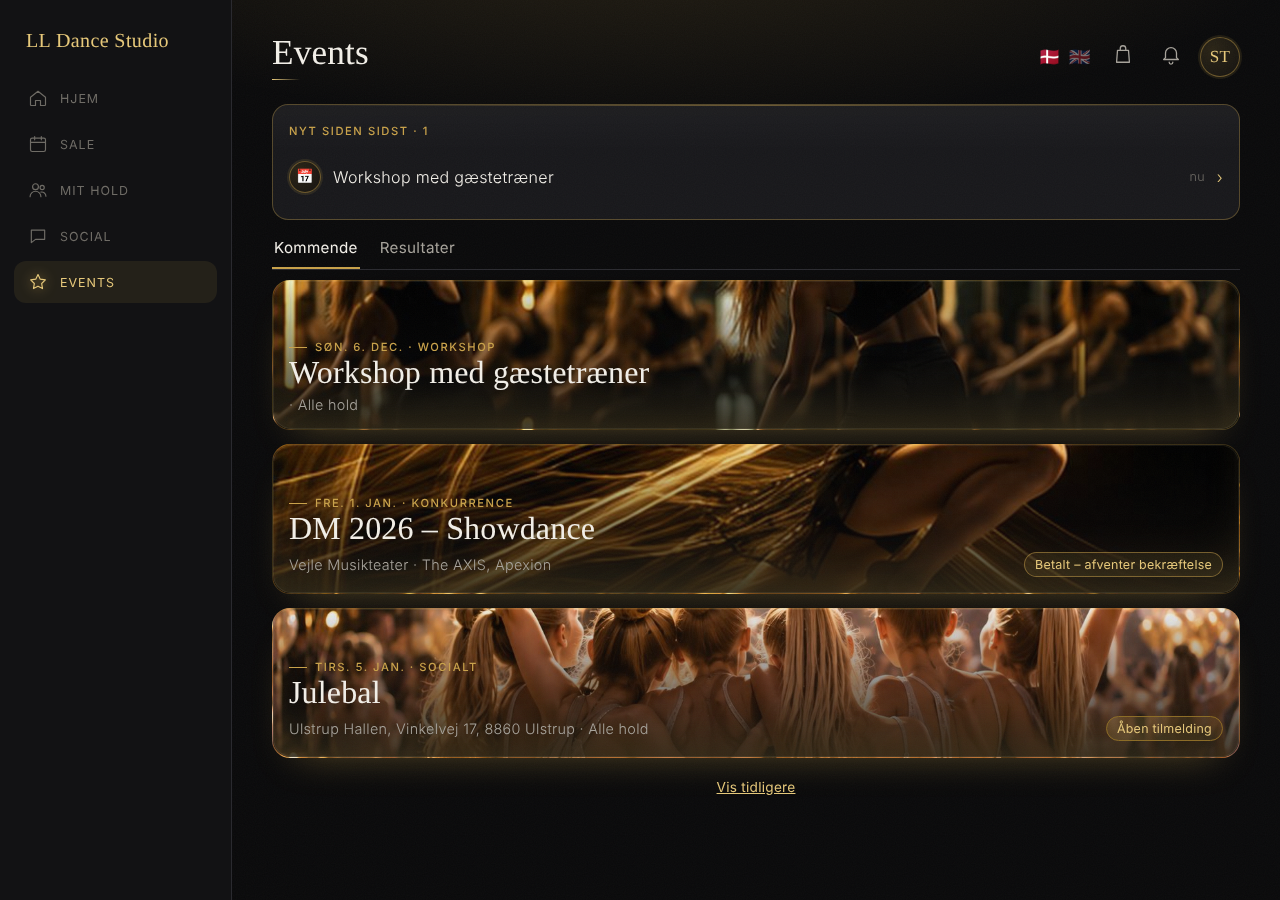 LL Dance Studio
HJEM
SALE
MIT HOLD
SOCIAL
EVENTS
Events
ST
NYT SIDEN SIDST · 1
Workshop med gæstetræner
nu ›
Kommende
Resultater
SØN. 6. DEC. · WORKSHOP
Workshop med gæstetræner
· Alle hold
FRE. 1. JAN. · KONKURRENCE
DM 2026 – Showdance
Vejle Musikteater · The AXIS, Apexion
Betalt – afventer bekræftelse
TIRS. 5. JAN. · SOCIALT
Julebal
Ulstrup Hallen, Vinkelvej 17, 8860 Ulstrup · Alle hold
Åben tilmelding
Vis tidligere